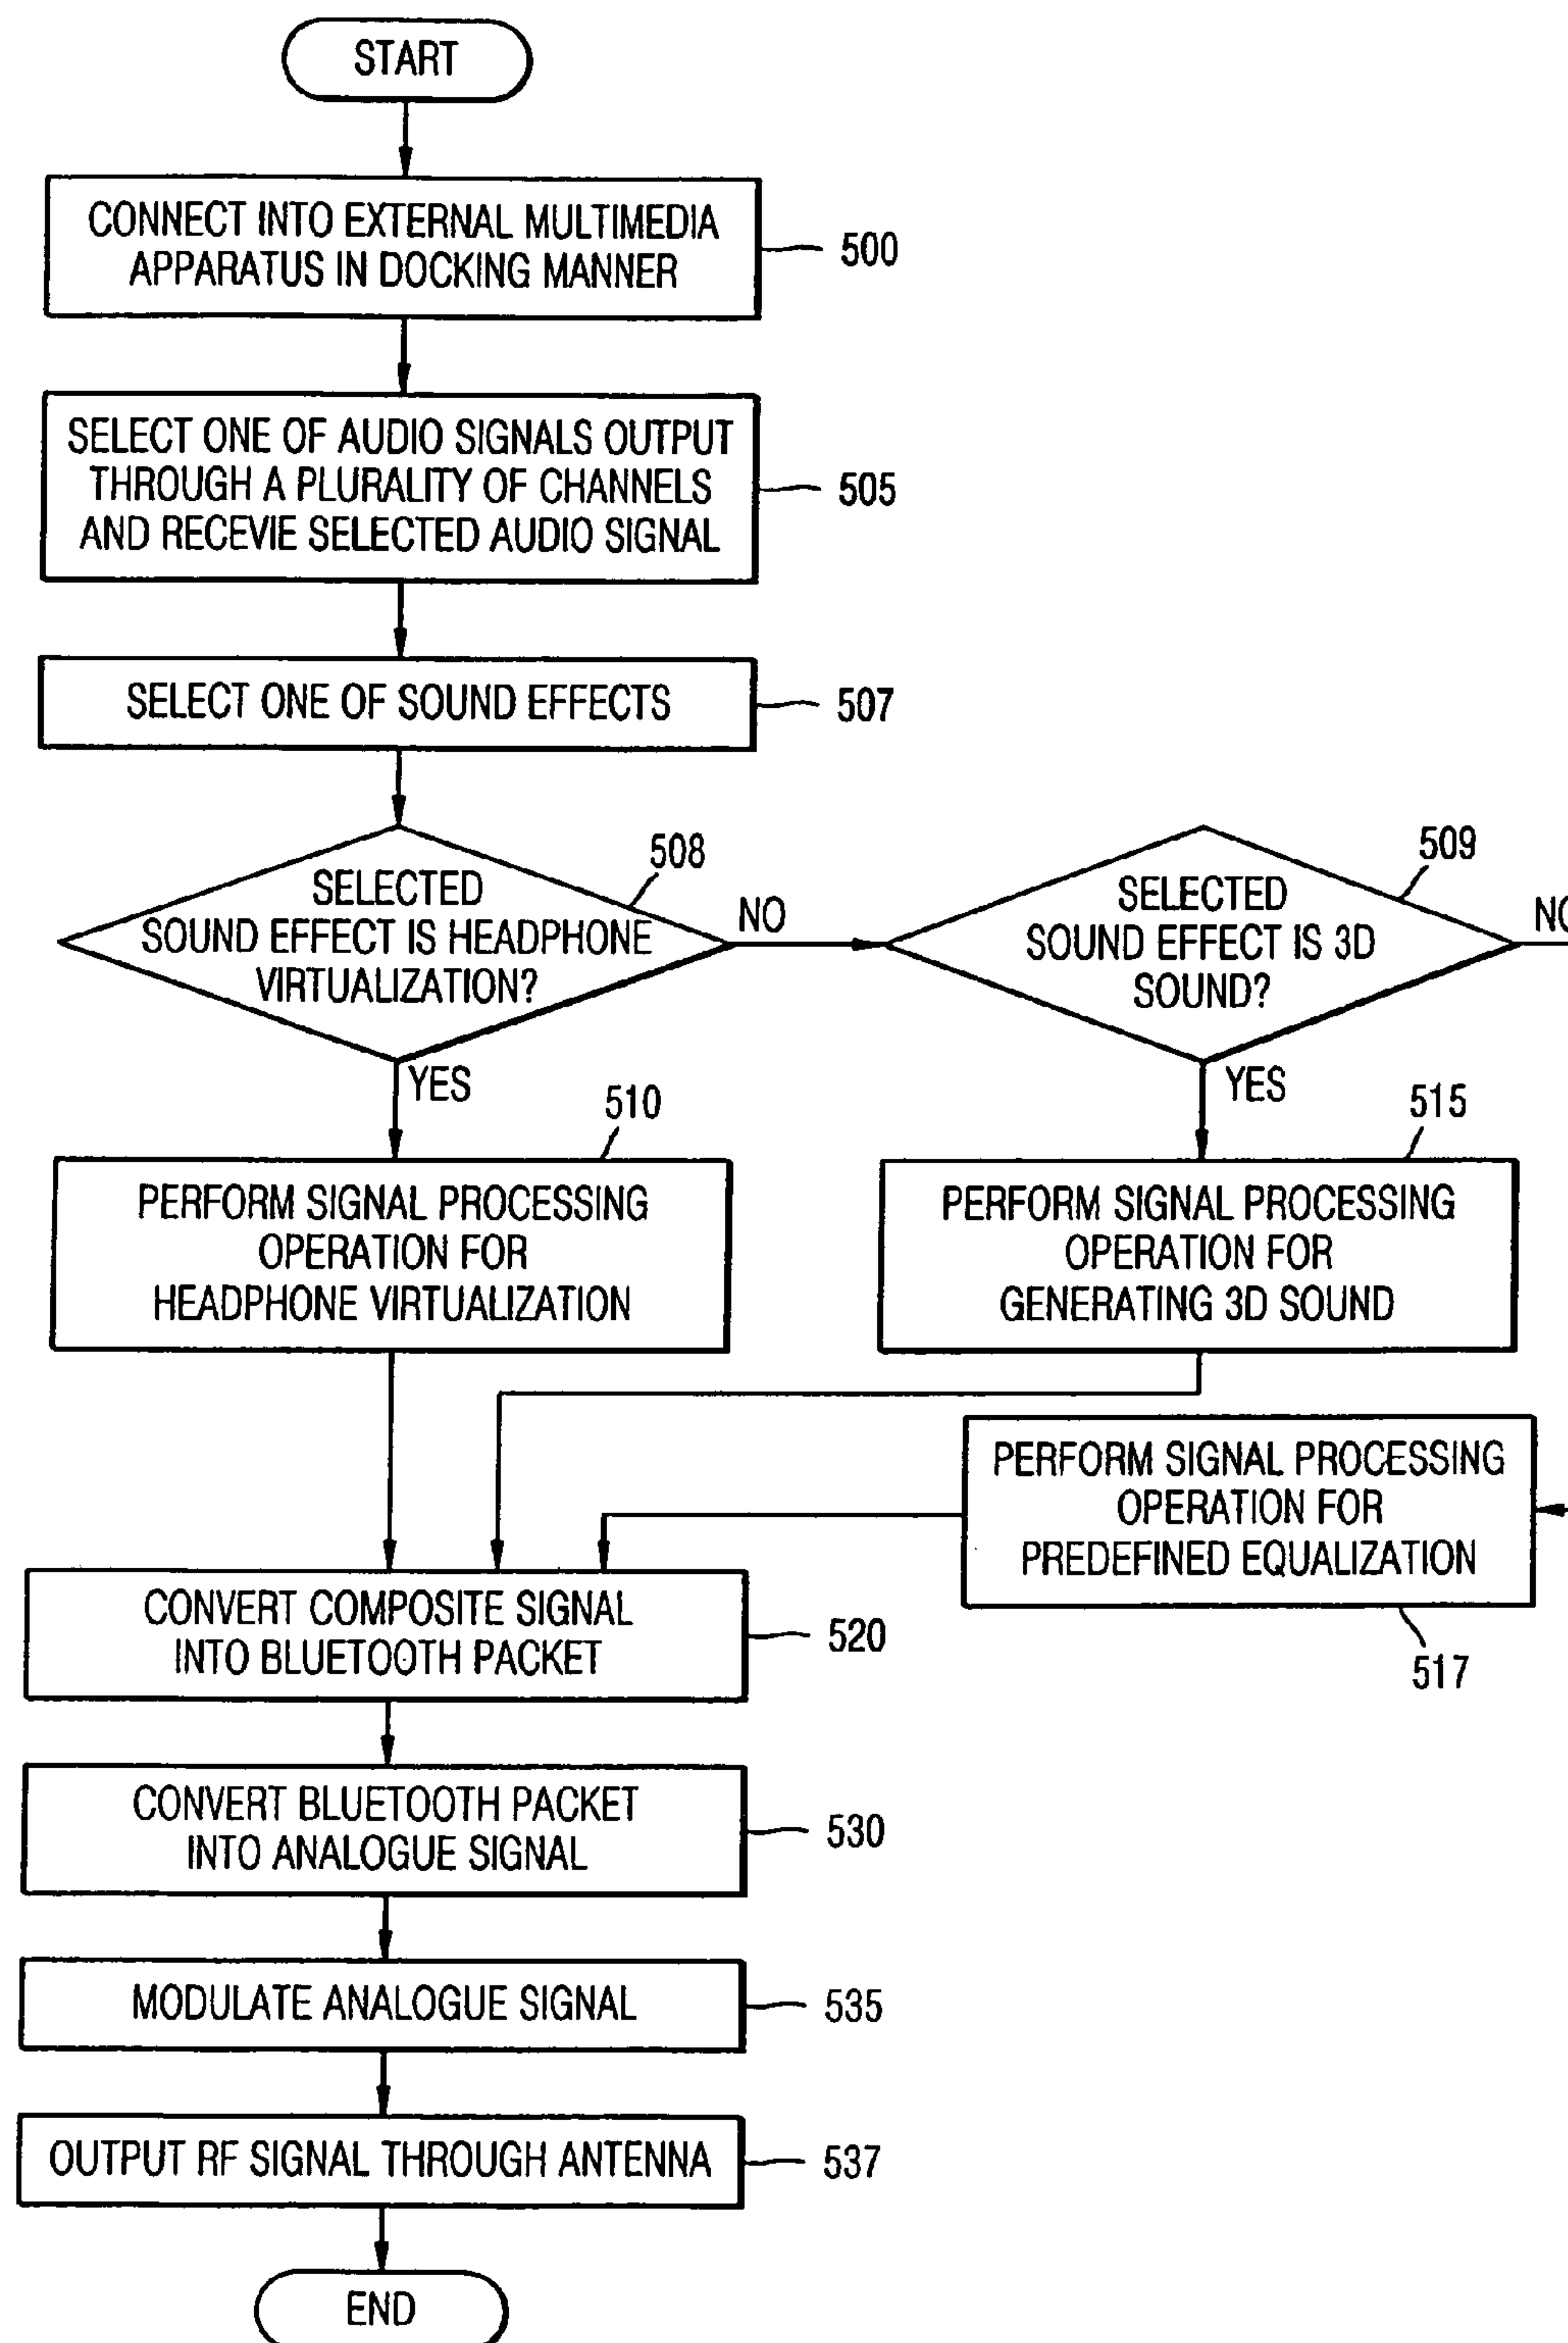 START
CONNECT INTO EXTERNAL MULTIMEDIA
APPARATUS IN DOCKING MANNER
500
SELECT ONE OF AUDIO SIGNALS OUTPUT
THROUGH A PLURALITY OF CHANNELS
AND RECEVIE SELECTED AUDIO SIGNAL
505
SELECT ONE OF SOUND EFFECTS
507
SELECTED
SOUND EFFECT IS HEADPHONE
VIRTUALIZATION?
508
NO
YES
SELECTED
SOUND EFFECT IS 3D
SOUND?
509
NO
YES
PERFORM SIGNAL PROCESSING
OPERATION FOR
HEADPHONE VIRTUALIZATION
510
PERFORM SIGNAL PROCESSING
OPERATION FOR
GENERATING 3D SOUND
515
PERFORM SIGNAL PROCESSING
OPERATION FOR
PREDEFINED EQUALIZATION
517
CONVERT COMPOSITE SIGNAL
INTO BLUETOOTH PACKET
520
CONVERT BLUETOOTH PACKET
INTO ANALOGUE SIGNAL
530
MODULATE ANALOGUE SIGNAL
535
OUTPUT RF SIGNAL THROUGH ANTENNA
537
END